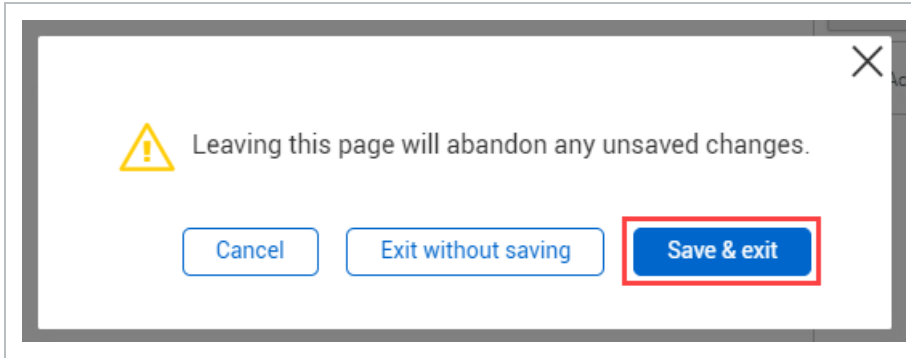 Leaving this page will abandon any unsaved changes.
Cancel
Exit without saving
Save & exit